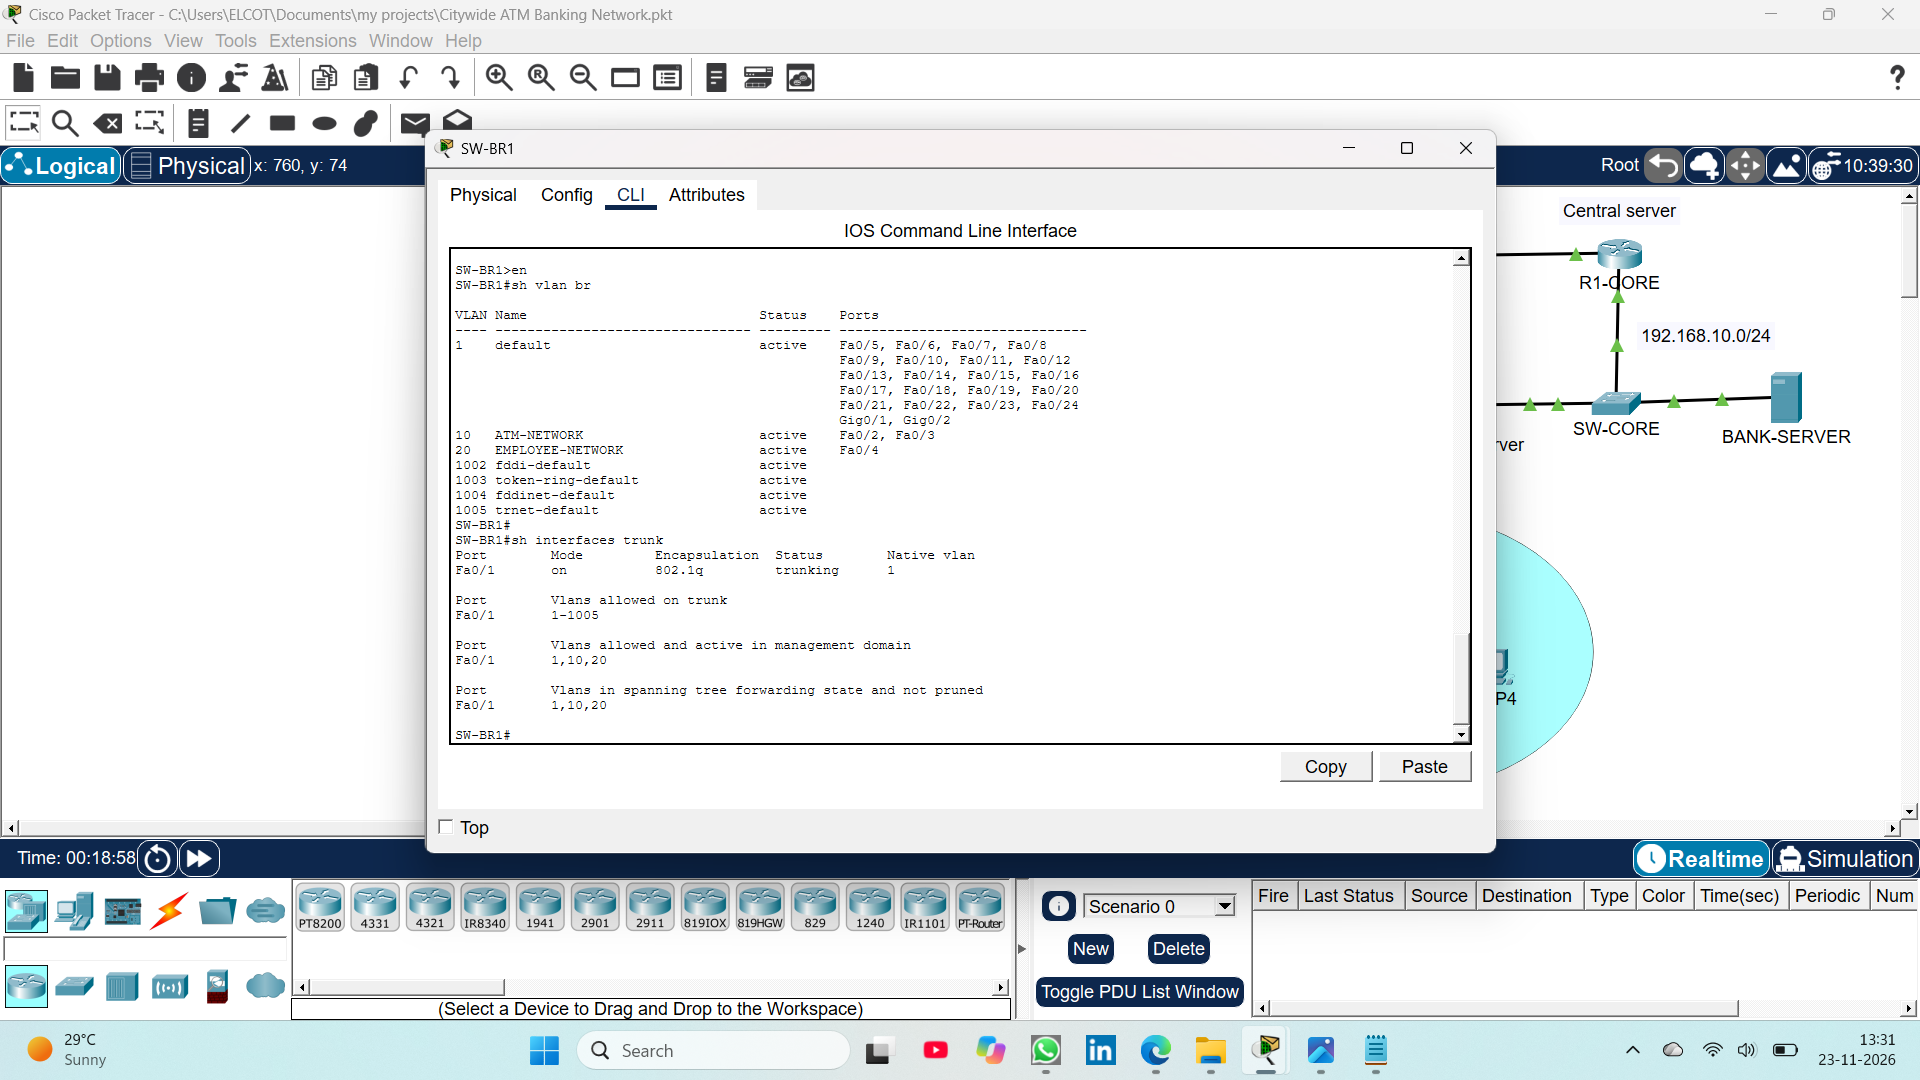 Cisco Packet Tracer - C:\Users\ELCOT\Documents\my projects\Citywide ATM Banking Network.pkt
File Edit Options View Tools Extensions Window Help
Logical Physical x: 760, y: 74
Root 10:39:30
SW-BR1
Physical Config CLI Attributes
IOS Command Line Interface
SW-BR1>en
SW-BR1#sh vlan br
VLAN Name Status Ports
---- -------------------------------- --------- -------------------------------
1 default active Fa0/5, Fa0/6, Fa0/7, Fa0/8
Fa0/9, Fa0/10, Fa0/11, Fa0/12
Fa0/13, Fa0/14, Fa0/15, Fa0/16
Fa0/17, Fa0/18, Fa0/19, Fa0/20
Fa0/21, Fa0/22, Fa0/23, Fa0/24
Gig0/1, Gig0/2
10 ATM-NETWORK active Fa0/2, Fa0/3
20 EMPLOYEE-NETWORK active Fa0/4
1002 fddi-default active
1003 token-ring-default active
1004 fddinet-default active
1005 trnet-default active
SW-BR1#
SW-BR1#sh interfaces trunk
Port Mode Encapsulation Status Native vlan
Fa0/1 on 802.1q trunking 1
Port Vlans allowed on trunk
Fa0/1 1-1005
Port Vlans allowed and active in management domain
Fa0/1 1,10,20
Port Vlans in spanning tree forwarding state and not pruned
Fa0/1 1,10,20
SW-BR1#
Copy Paste
Top
Central server
R1-CORE
192.168.10.0/24
SW-CORE
BANK-SERVER
ver
P4
Time: 00:18:58
Realtime Simulation
PT8200 4331 4321 IR8340 1941 2901 2911 819IOX 819HGW 829 1240 IR1101 PT-Router
(Select a Device to Drag and Drop to the Workspace)
Scenario 0
New Delete
Toggle PDU List Window
Fire Last Status Source Destination Type Color Time(sec) Periodic Num
29°C
Sunny
Search
13:31
23-11-2026